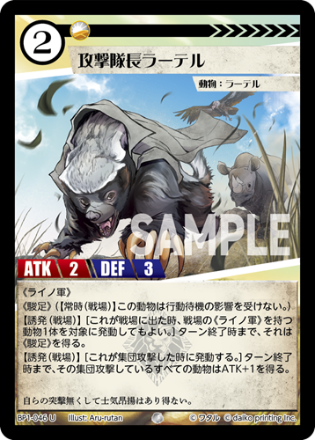 2
攻撃隊長ラーテル
動物：ラーテル
SAMPLE
ATK 2 DEF 3
《ライノ軍》
《駿足》（【常時（戦場）】この動物は行動待機の影響を受けない。）
【誘発（戦場）】［これが戦場に出た時、戦場の《ライノ軍》を持つ
動物1体を対象に発動してもよい。］ターン終了時まで、それは
《駿足》を得る。
【誘発（戦場）】［これが集団攻撃した時に発動する。］ターン終了
時まで、その集団攻撃しているすべての動物はATK+1を得る。
自らの突撃無くして士気昂揚はあり得ない。
BP1-046 U Illust: Aru-rutan © ワタル © daiko printing inc.